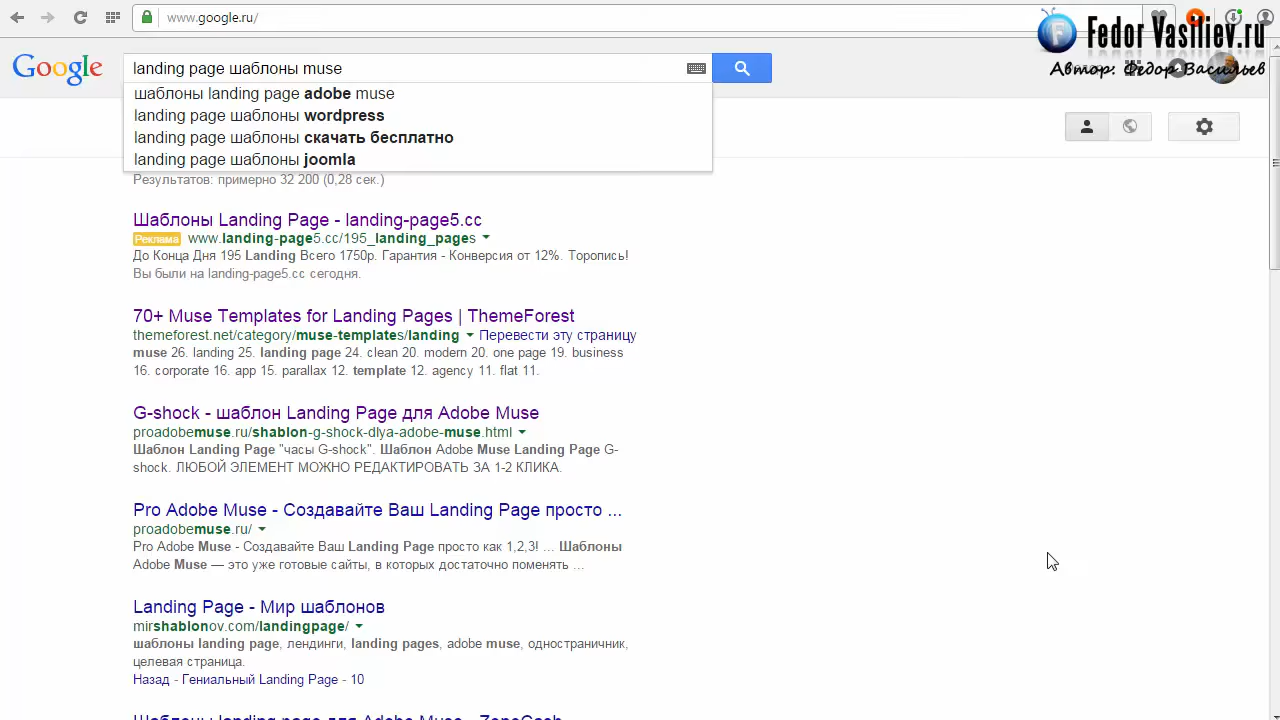 www.google.ru/
Fedor Vasiliev.ru
Автор: Федор Васильев
Google
landing page шаблоны muse
шаблоны landing page adobe muse
landing page шаблоны wordpress
landing page шаблоны скачать бесплатно
landing page шаблоны joomla
Результатов: примерно 32 200 (0,28 сек.)
Шаблоны Landing Page - landing-page5.cc
Реклама www.landing-page5.cc/195_landing_pages
До Конца Дня 195 Landing Всего 1750р. Гарантия - Конверсия от 12%. Торопись!
Вы были на landing-page5.cc сегодня.
70+ Muse Templates for Landing Pages | ThemeForest
themeforest.net/category/muse-templates/landing Перевести эту страницу
muse 26. landing 25. landing page 24. clean 20. modern 20. one page 19. business
16. corporate 16. app 15. parallax 12. template 12. agency 11. flat 11.
G-shock - шаблон Landing Page для Adobe Muse
proadobemuse.ru/shablon-g-shock-dlya-adobe-muse.html
Шаблон Landing Page "часы G-shock". Шаблон Adobe Muse Landing Page G-
shock. ЛЮБОЙ ЭЛЕМЕНТ МОЖНО РЕДАКТИРОВАТЬ ЗА 1-2 КЛИКА.
Pro Adobe Muse - Создавайте Ваш Landing Page просто ...
proadobemuse.ru/
Pro Adobe Muse - Создавайте Ваш Landing Page просто как 1,2,3! ... Шаблоны
Adobe Muse — это уже готовые сайты, в которых достаточно поменять ...
Landing Page - Мир шаблонов
mirshablonov.com/landingpage/
шаблоны landing page, лендинги, landing pages, adobe muse, одностраничник,
целевая страница.
Назад - Гениальный Landing Page - 10
Шаблоны landing page для Adobe Muse - ZoneCash